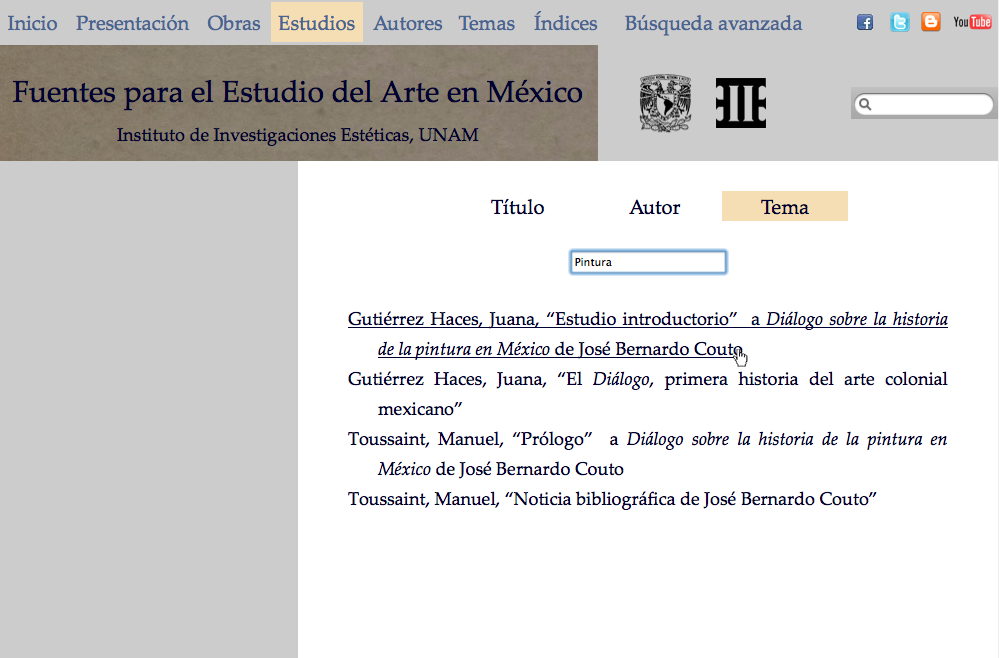 Inicio Presentación Obras Estudios Autores Temas Índices Búsqueda avanzada You Tube
Fuentes para el Estudio del Arte en México
Instituto de Investigaciones Estéticas, UNAM
Título Autor Tema
Pintura
Gutiérrez Haces, Juana, “Estudio introductorio” a Diálogo sobre la historia
de la pintura en México de José Bernardo Couto
Gutiérrez Haces, Juana, “El Diálogo, primera historia del arte colonial
mexicano”
Toussaint, Manuel, “Prólogo” a Diálogo sobre la historia de la pintura en
México de José Bernardo Couto
Toussaint, Manuel, “Noticia bibliográfica de José Bernardo Couto”